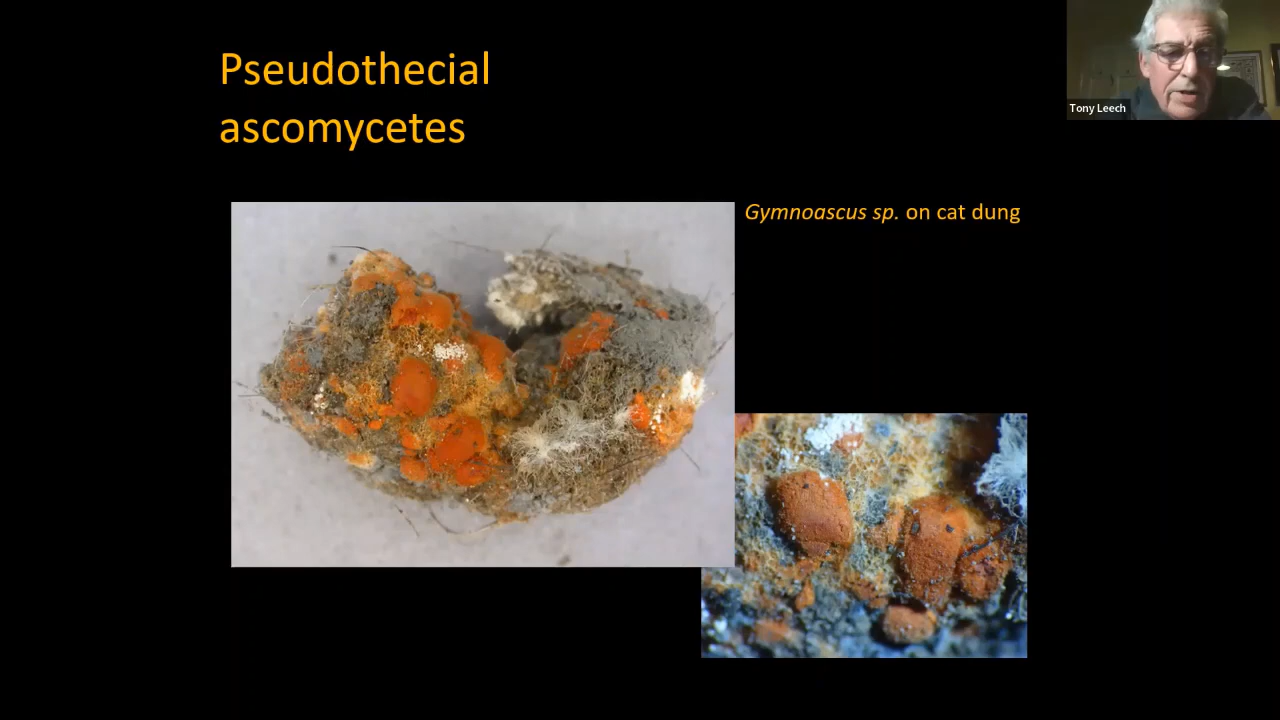 Pseudothecial
ascomycetes
Tony Leech
Gymnoascus sp. on cat dung